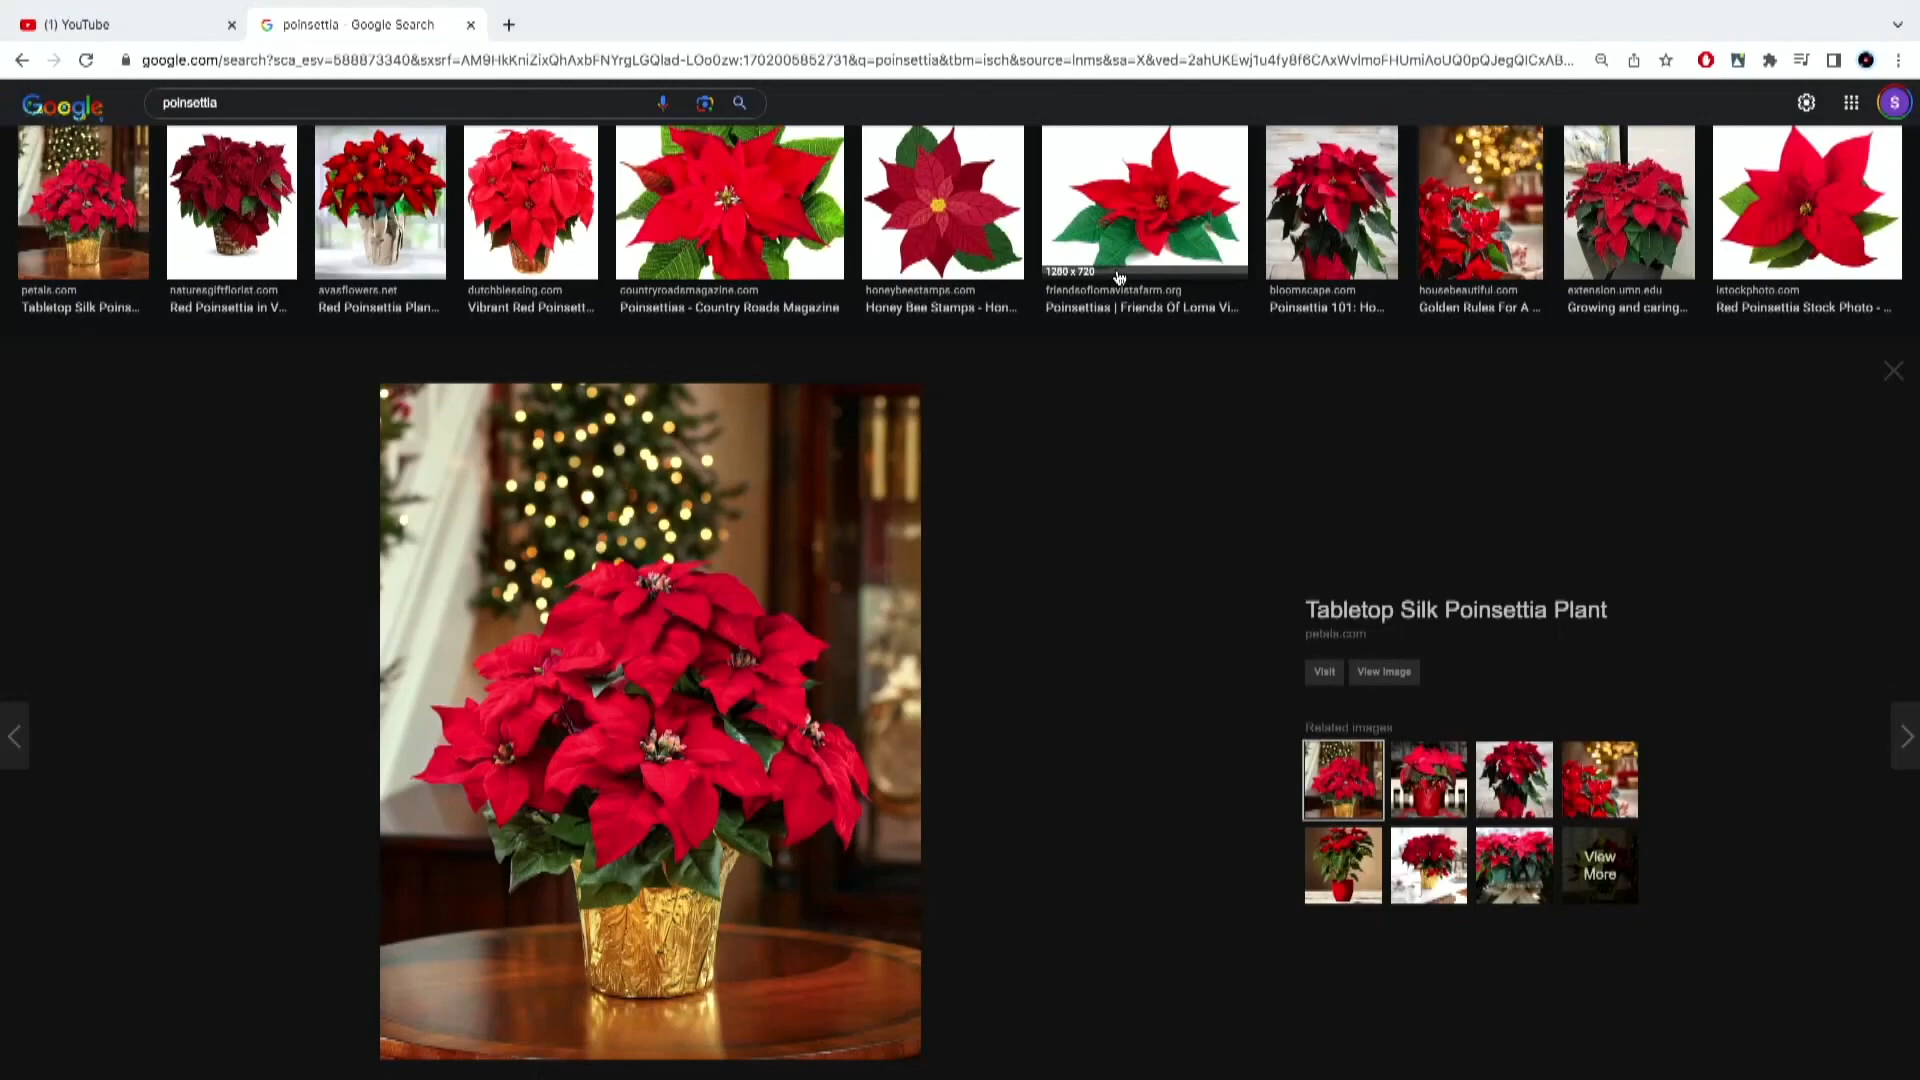 (1) YouTube
poinsettia - Google Search
google.com/search?sca_esv=588873340&sxsrf=AM9HkKniZixQhAxbFNYrgLGQlad-LOo0zw:1702005852731&q=poinsettia&tbm=isch&source=lnms&sa=X&ved=2ahUKEwj1u4fy8f6CAxWvlmoFHUmiAoUQ0pQJegQICxAB...
Google
poinsettia
S
1280 x 720
petals.com
Tabletop Silk Poins...
naturesgiftflorist.com
Red Poinsettia in V...
avasflowers.net
Red Poinsettia Plan...
dutchblessing.com
Vibrant Red Poinsett...
countryroadsmagazine.com
Poinsettias - Country Roads Magazine
honeybeestamps.com
Honey Bee Stamps - Hon...
friendsoflomavistafarm.org
Poinsettias | Friends Of Loma Vi...
bloomscape.com
Poinsettia 101: Ho...
housebeautiful.com
Golden Rules For A ...
extension.umn.edu
Growing and caring...
istockphoto.com
Red Poinsettia Stock Photo - ...
Tabletop Silk Poinsettia Plant
petals.com
Visit
View Image
Related images
View
More